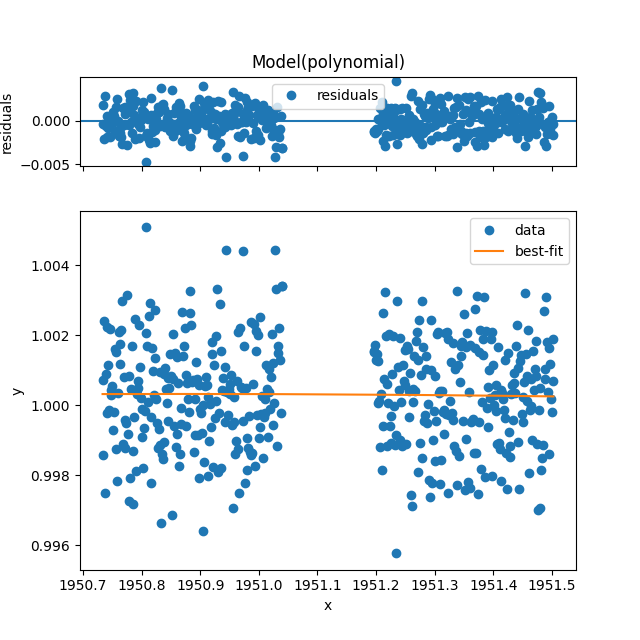 Model(polynomial)
residuals
0.000
−0.005
residuals
1.004
1.002
1.000
0.998
0.996
y
data
best-fit
1950.7 1950.8 1950.9 1951.0 1951.1 1951.2 1951.3 1951.4 1951.5
x